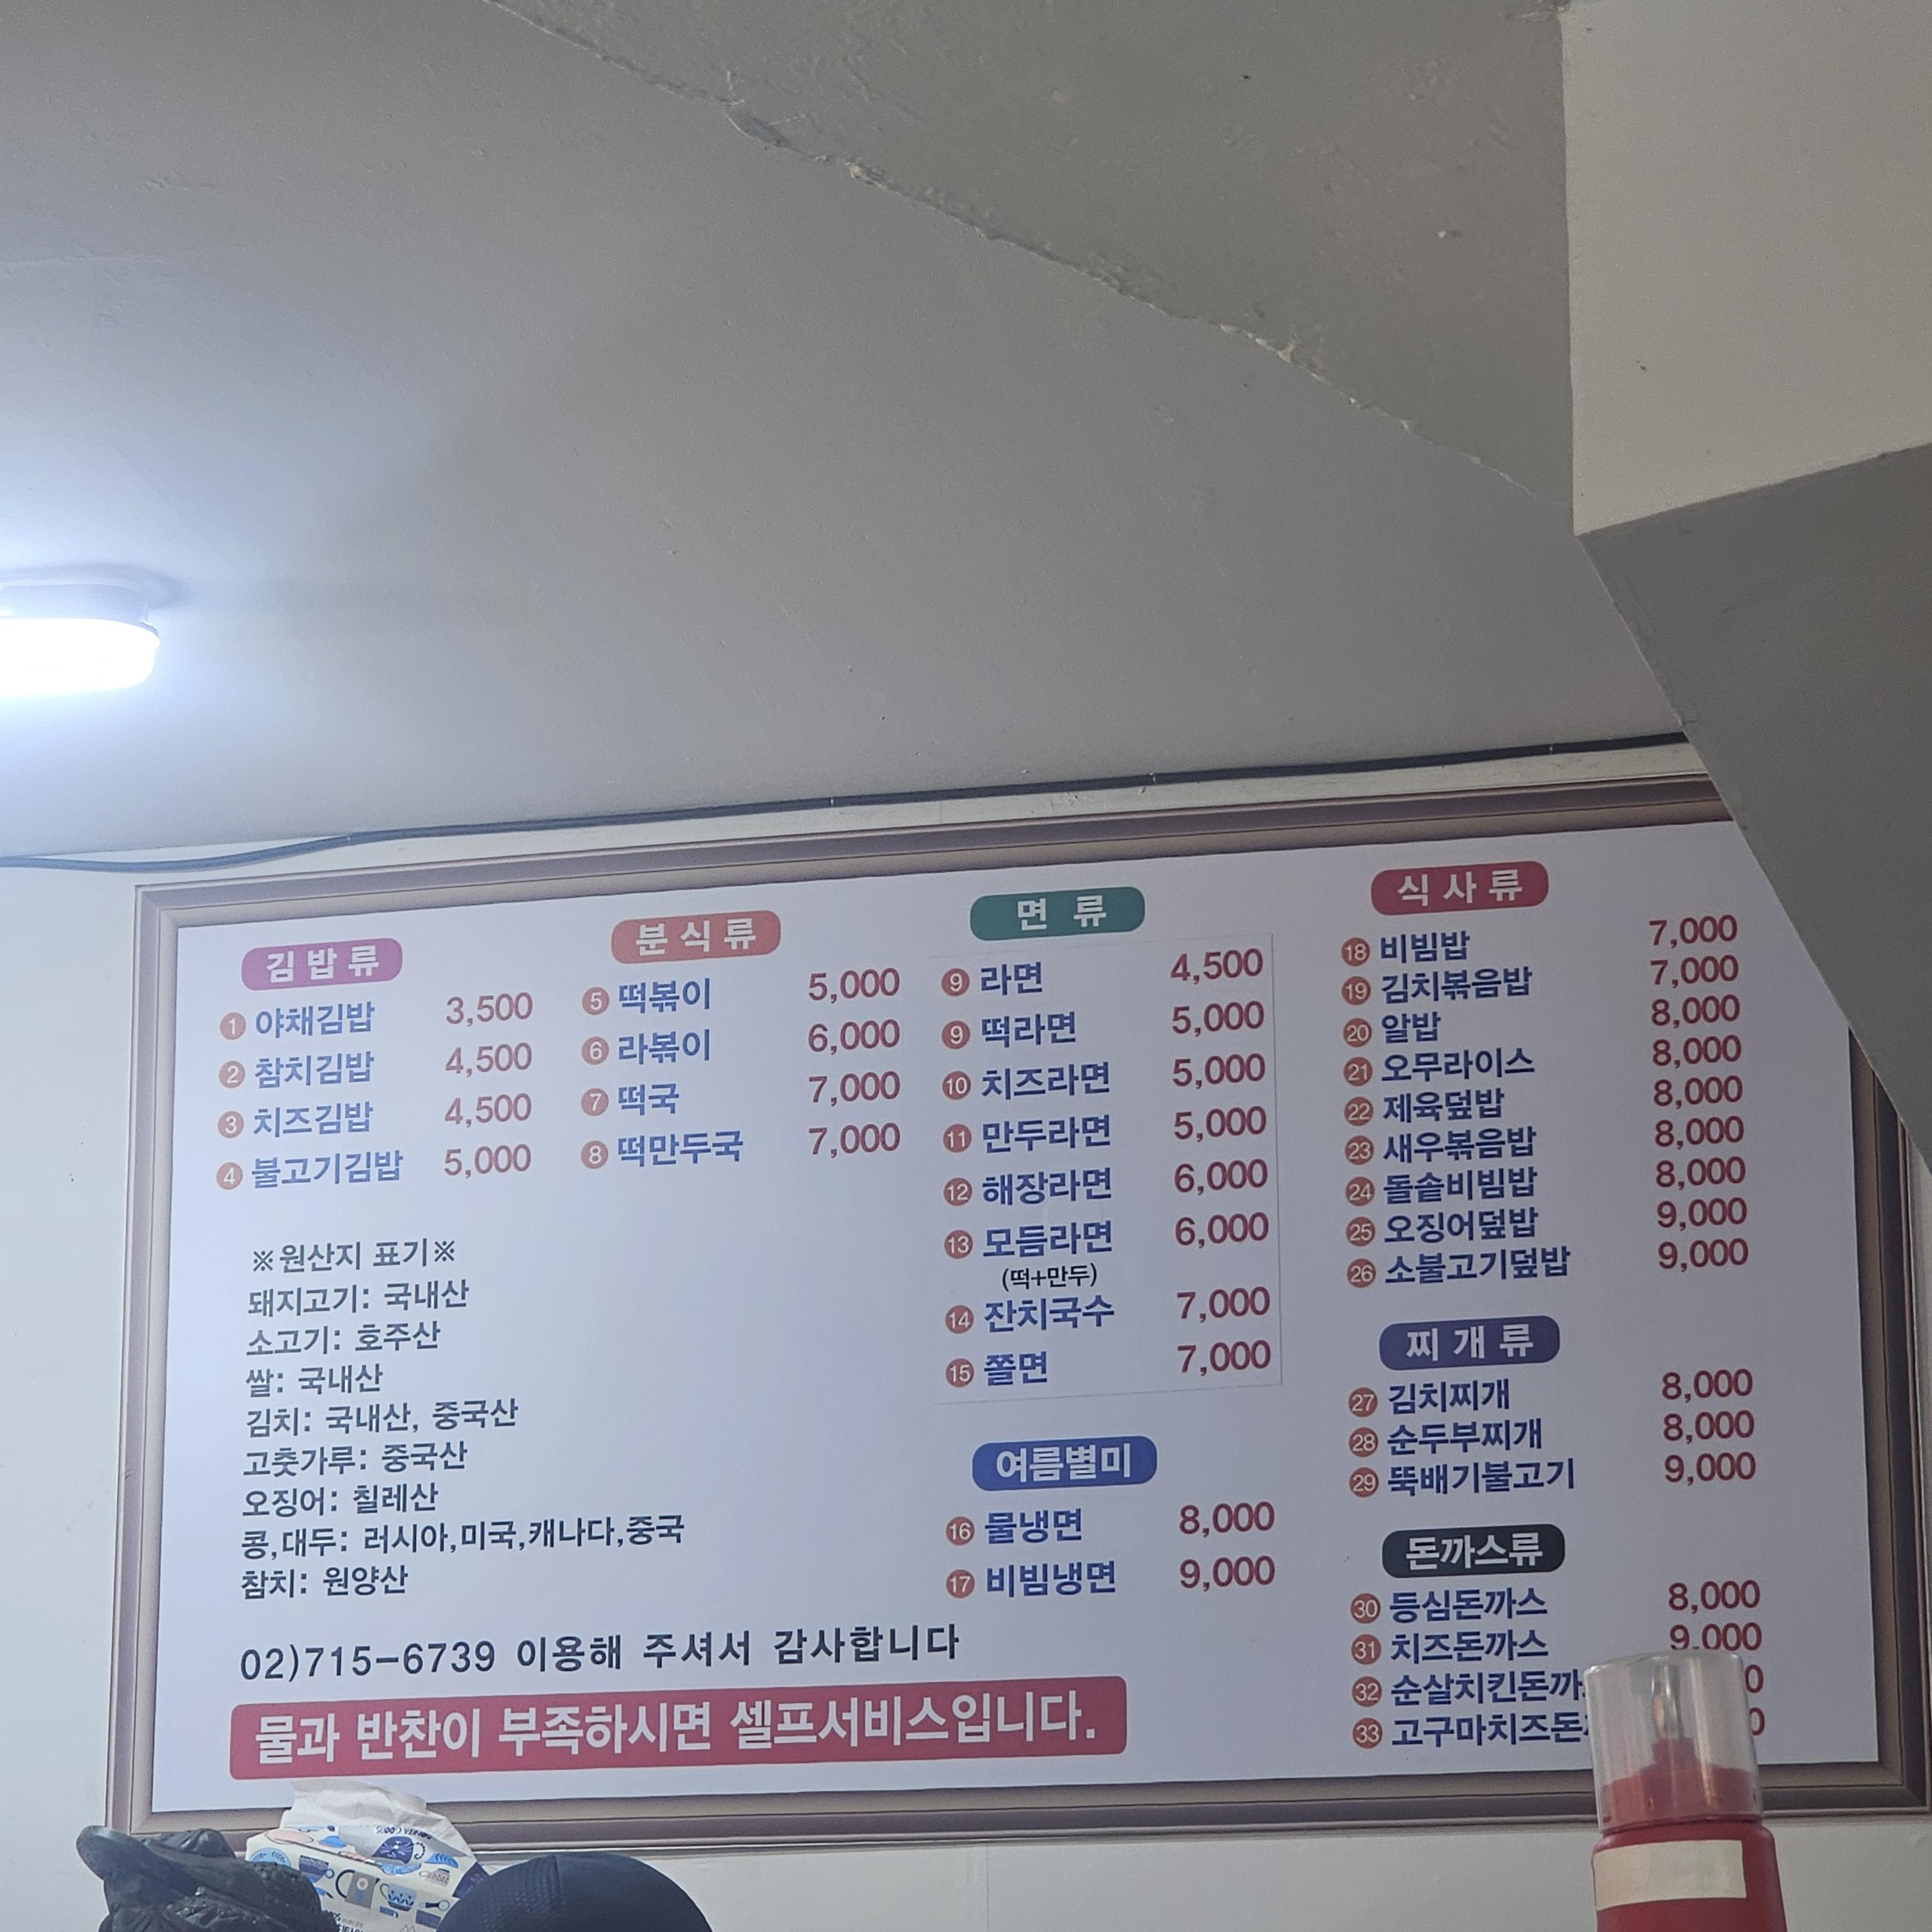 김밥류
① 야채김밥 3,500
② 참치김밥 4,500
③ 치즈김밥 4,500
④ 불고기김밥 5,000
분식류
⑤ 떡볶이 5,000
⑥ 라볶이 6,000
⑦ 떡국 7,000
⑧ 떡만두국 7,000
※원산지 표기※
돼지고기: 국내산
소고기: 호주산
쌀: 국내산
김치: 국내산, 중국산
고춧가루: 중국산
오징어: 칠레산
콩,대두: 러시아,미국,캐나다,중국
참치: 원양산
면 류
⑨ 라면 4,500
⑨ 떡라면 5,000
⑩ 치즈라면 5,000
⑪ 만두라면 5,000
⑫ 해장라면 6,000
⑬ 모듬라면 6,000
(떡+만두)
⑭ 잔치국수 7,000
⑮ 쫄면 7,000
여름별미
⑯ 물냉면 8,000
⑰ 비빔냉면 9,000
식사류
⑱ 비빔밥 7,000
⑲ 김치볶음밥 7,000
⑳ 알밥 8,000
㉑ 오무라이스 8,000
㉒ 제육덮밥 8,000
㉓ 새우볶음밥 8,000
㉔ 돌솥비빔밥 8,000
㉕ 오징어덮밥 9,000
㉖ 소불고기덮밥 9,000
찌개류
㉗ 김치찌개 8,000
㉘ 순두부찌개 8,000
㉙ 뚝배기불고기 9,000
돈까스류
㉚ 등심돈까스 8,000
㉛ 치즈돈까스 9,000
㉜ 순살치킨돈까
㉝ 고구마치즈돈
02)715-6739 이용해 주셔서 감사합니다
물과 반찬이 부족하시면 셀프서비스입니다.